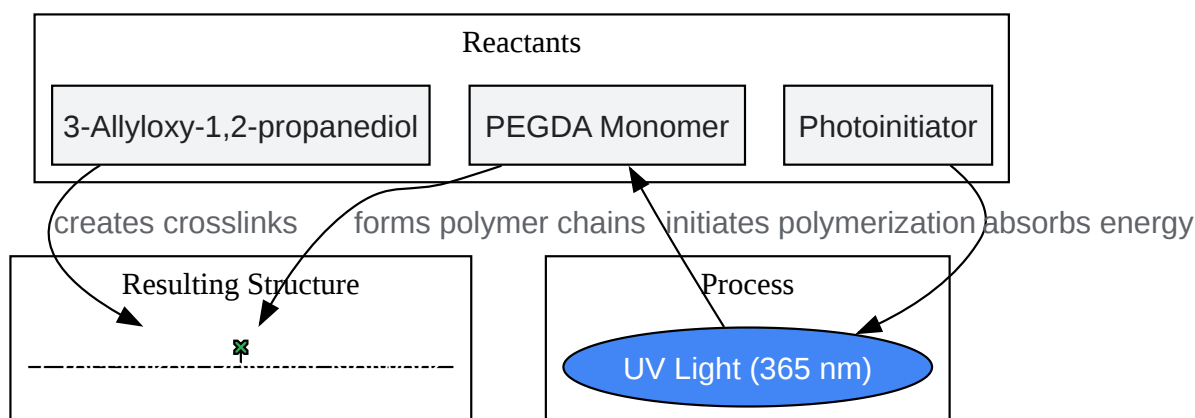 Reactants
3-Allyloxy-1,2-propanediol
PEGDA Monomer
Photoinitiator
creates crosslinks
forms polymer chains
initiates polymerization
absorbs energy
Resulting Structure
Process
UV Light (365 nm)